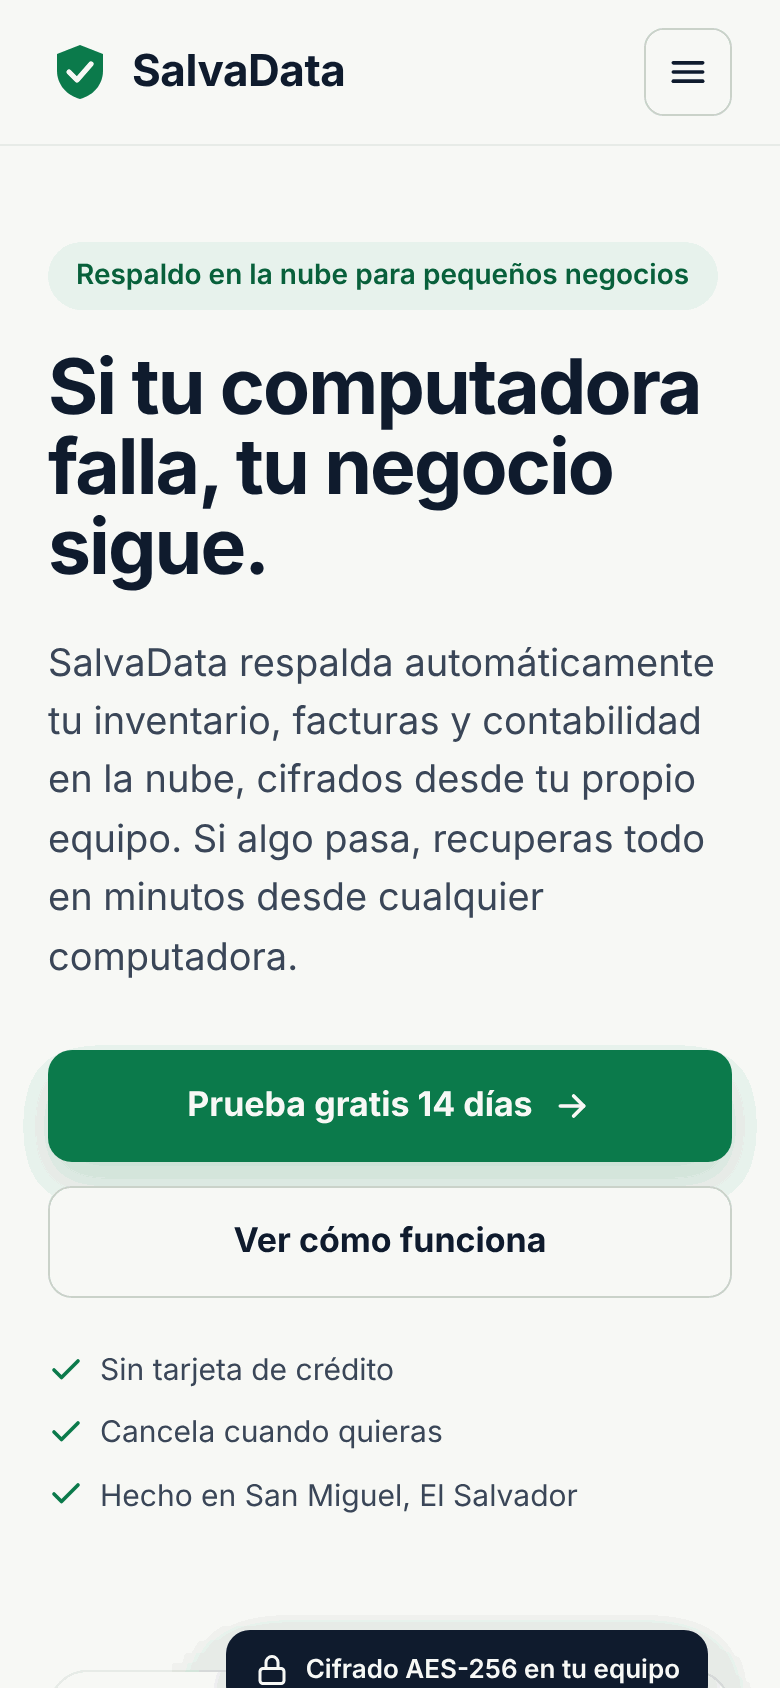 SalvaData
Respaldo en la nube para pequeños negocios
Si tu computadora
falla, tu negocio
sigue.
SalvaData respalda automáticamente
tu inventario, facturas y contabilidad
en la nube, cifrados desde tu propio
equipo. Si algo pasa, recuperas todo
en minutos desde cualquier
computadora.
Prueba gratis 14 días →
Ver cómo funciona
Sin tarjeta de crédito
Cancela cuando quieras
Hecho en San Miguel, El Salvador
Cifrado AES-256 en tu equipo